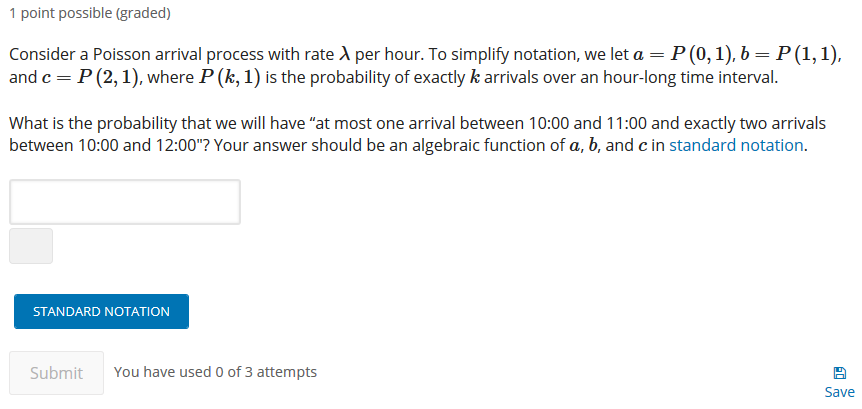 1 point possible (graded)
Consider a Poisson arrival process with rate λ per hour. To simplify notation, we let a = P(0, 1), b = P(1, 1),
and c = P(2, 1), where P(k, 1) is the probability of exactly k arrivals over an hour-long time interval.
What is the probability that we will have “at most one arrival between 10:00 and 11:00 and exactly two arrivals
between 10:00 and 12:00"? Your answer should be an algebraic function of a, b, and c in standard notation.
STANDARD NOTATION
Submit You have used 0 of 3 attempts
Save